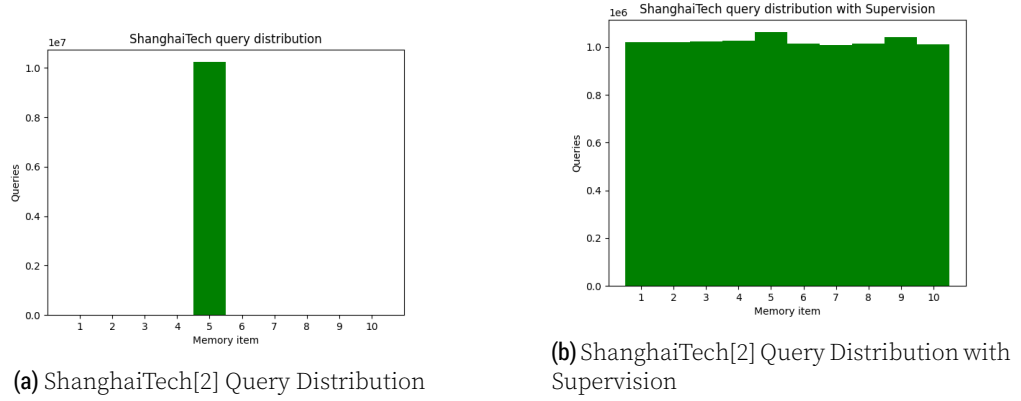 ShanghaiTech query distribution
1e7
1.0
0.8
0.6
0.4
0.2
0.0
Queries
1 2 3 4 5 6 7 8 9 10
Memory item
(a) ShanghaiTech[2] Query Distribution
ShanghaiTech query distribution with Supervision
1e6
1.0
0.8
0.6
0.4
0.2
0.0
Queries
1 2 3 4 5 6 7 8 9 10
Memory item
(b) ShanghaiTech[2] Query Distribution with
Supervision